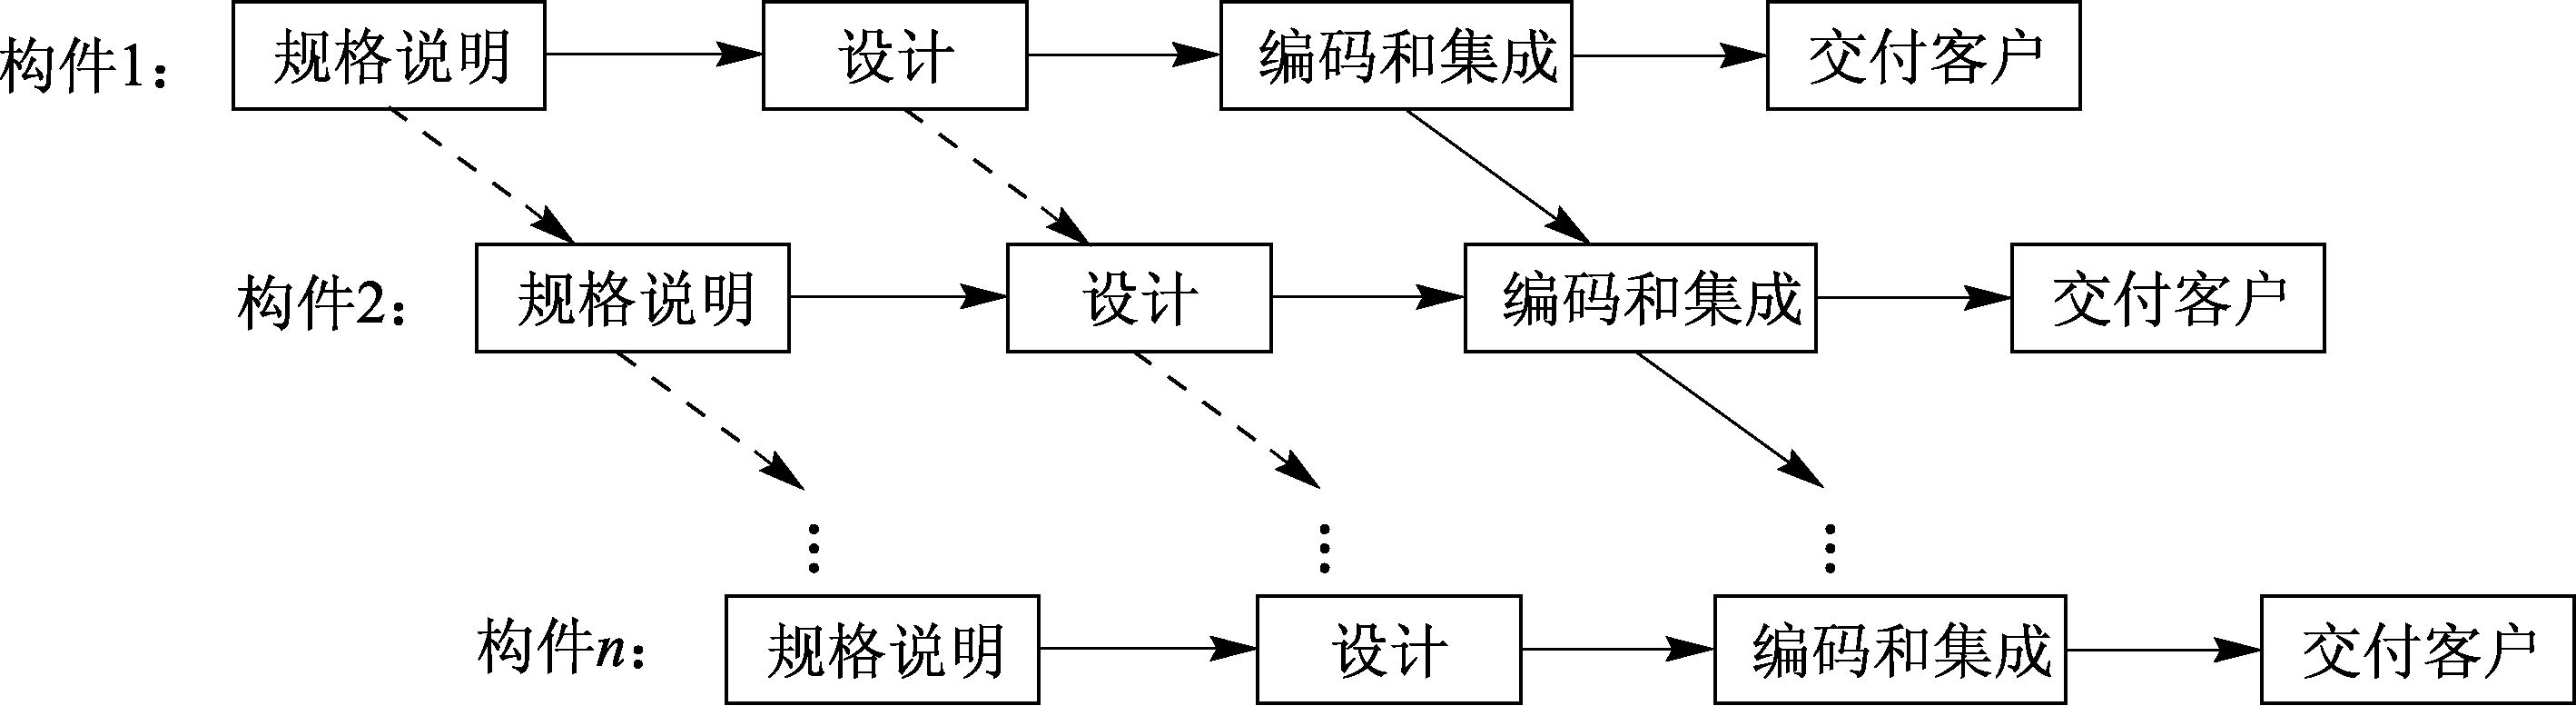 构件1： 规格说明 设计 编码和集成 交付客户
构件2： 规格说明 设计 编码和集成 交付客户
构件n： 规格说明 设计 编码和集成 交付客户